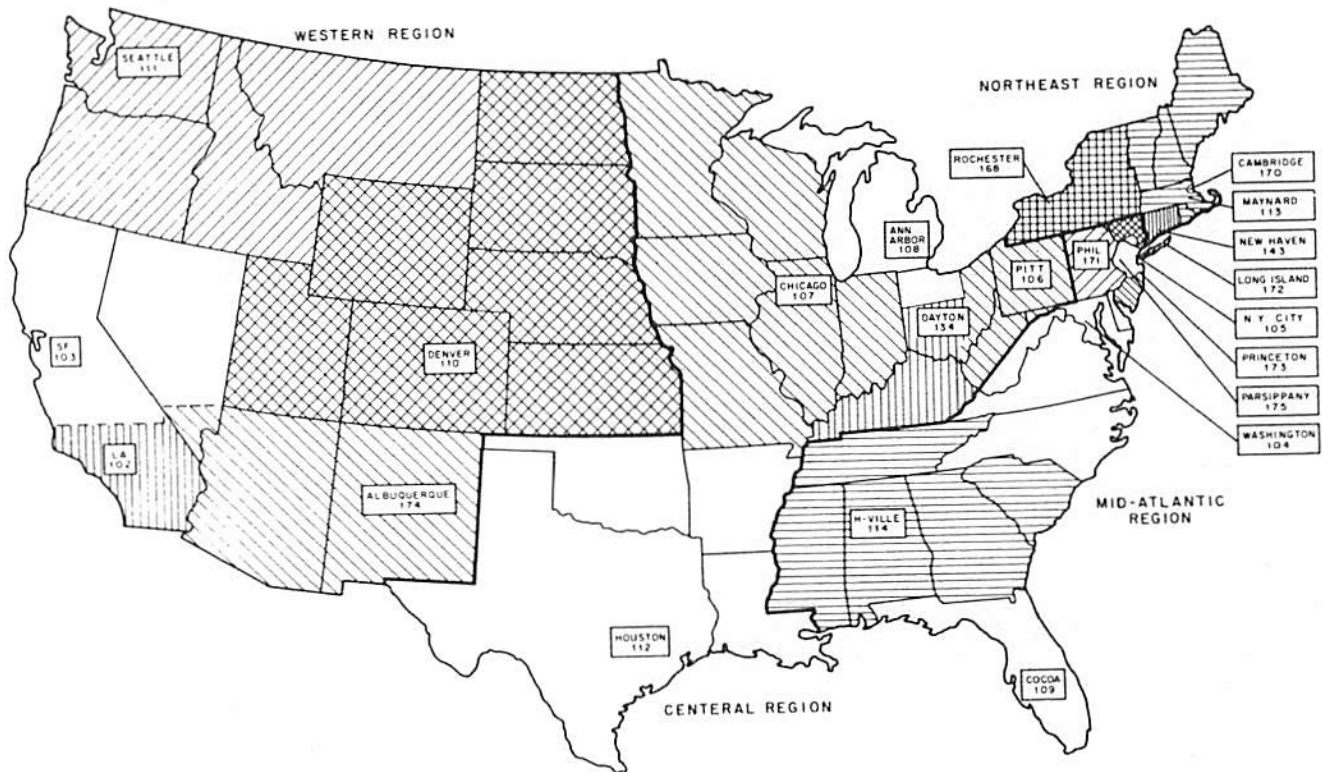 WESTERN REGION
SEATTLE
111
NORTHEAST REGION
ROCHESTER
168
CAMBRIDGE
170
MAYNARD
113
NEW HAVEN
143
LONG ISLAND
172
N.Y. CITY
105
PRINCETON
173
PARSIPPANY
175
WASHINGTON
104
ANN
ARBOR
108
PHIL
171
PITT
106
CHICAGO
107
DAYTON
134
SF
103
DENVER
110
LA
102
ALBUQUERQUE
174
H-VILLE
114
MID-ATLANTIC
REGION
HOUSTON
112
COCOA
109
CENTRAL REGION